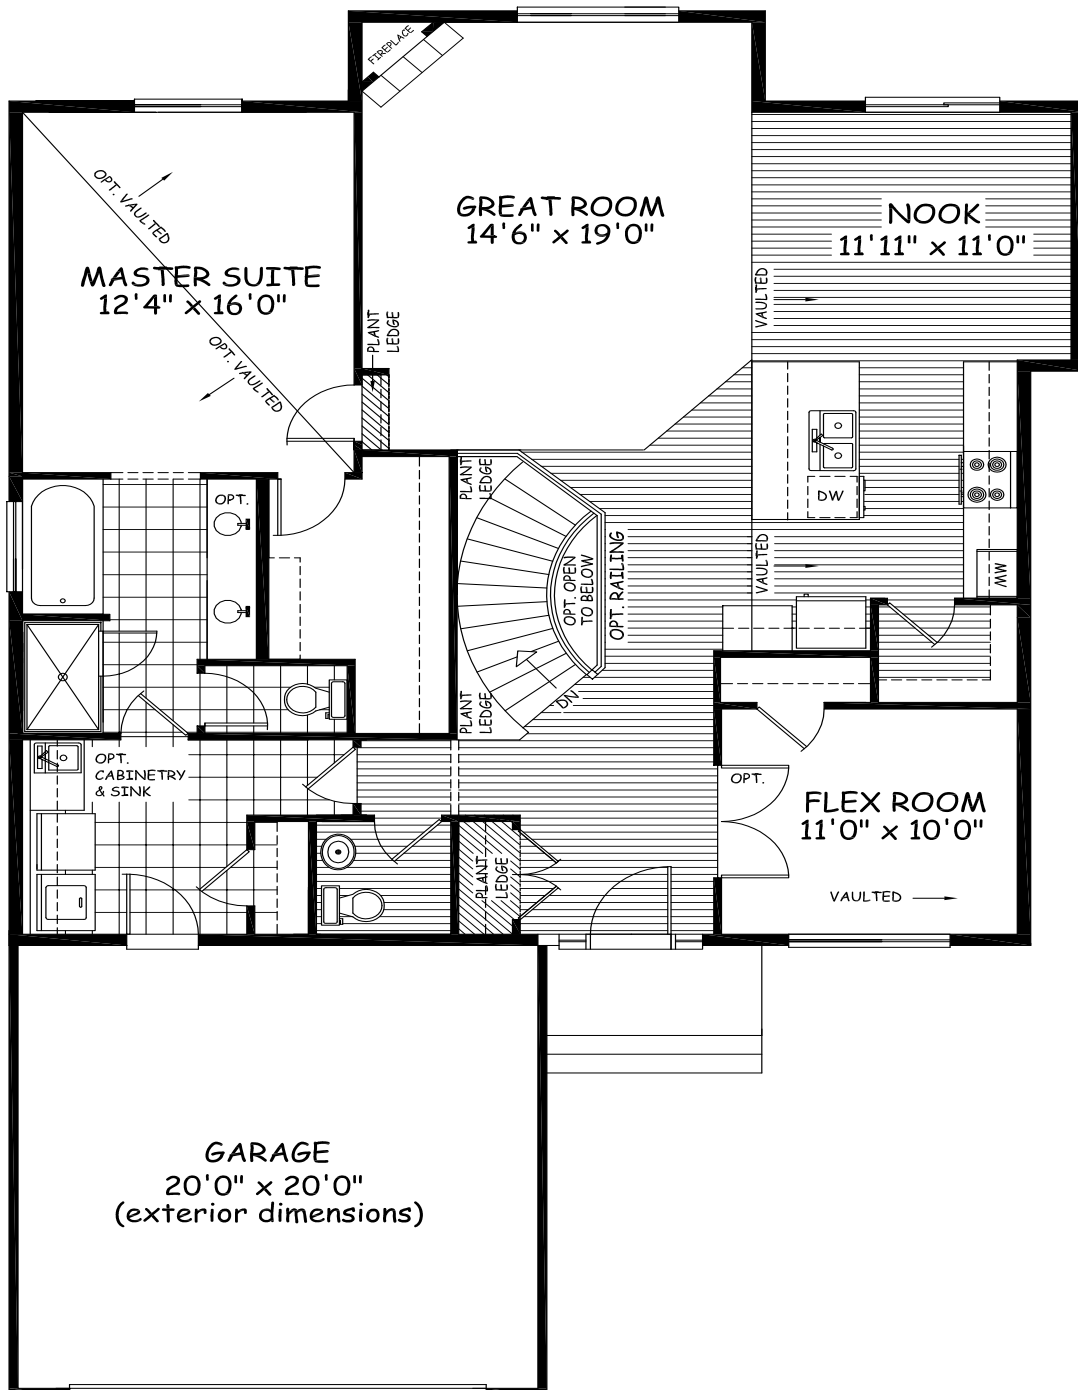 FIREPLACE
GREAT ROOM
14'6" x 19'0"
NOOK
11'11" x 11'0"
VAULTED
OPT. VAULTED
MASTER SUITE
12'4" x 16'0"
OPT. VAULTED
PLANT
LEDGE
PLANT
LEDGE
OPT.
DW
OPT. OPEN
TO BELOW
OPT. RAILING
VAULTED
MW
PLANT
LEDGE
DN
OPT.
CABINETRY
& SINK
OPT.
FLEX ROOM
11'0" x 10'0"
VAULTED
PLANT
LEDGE
GARAGE
20'0" x 20'0"
(exterior dimensions)